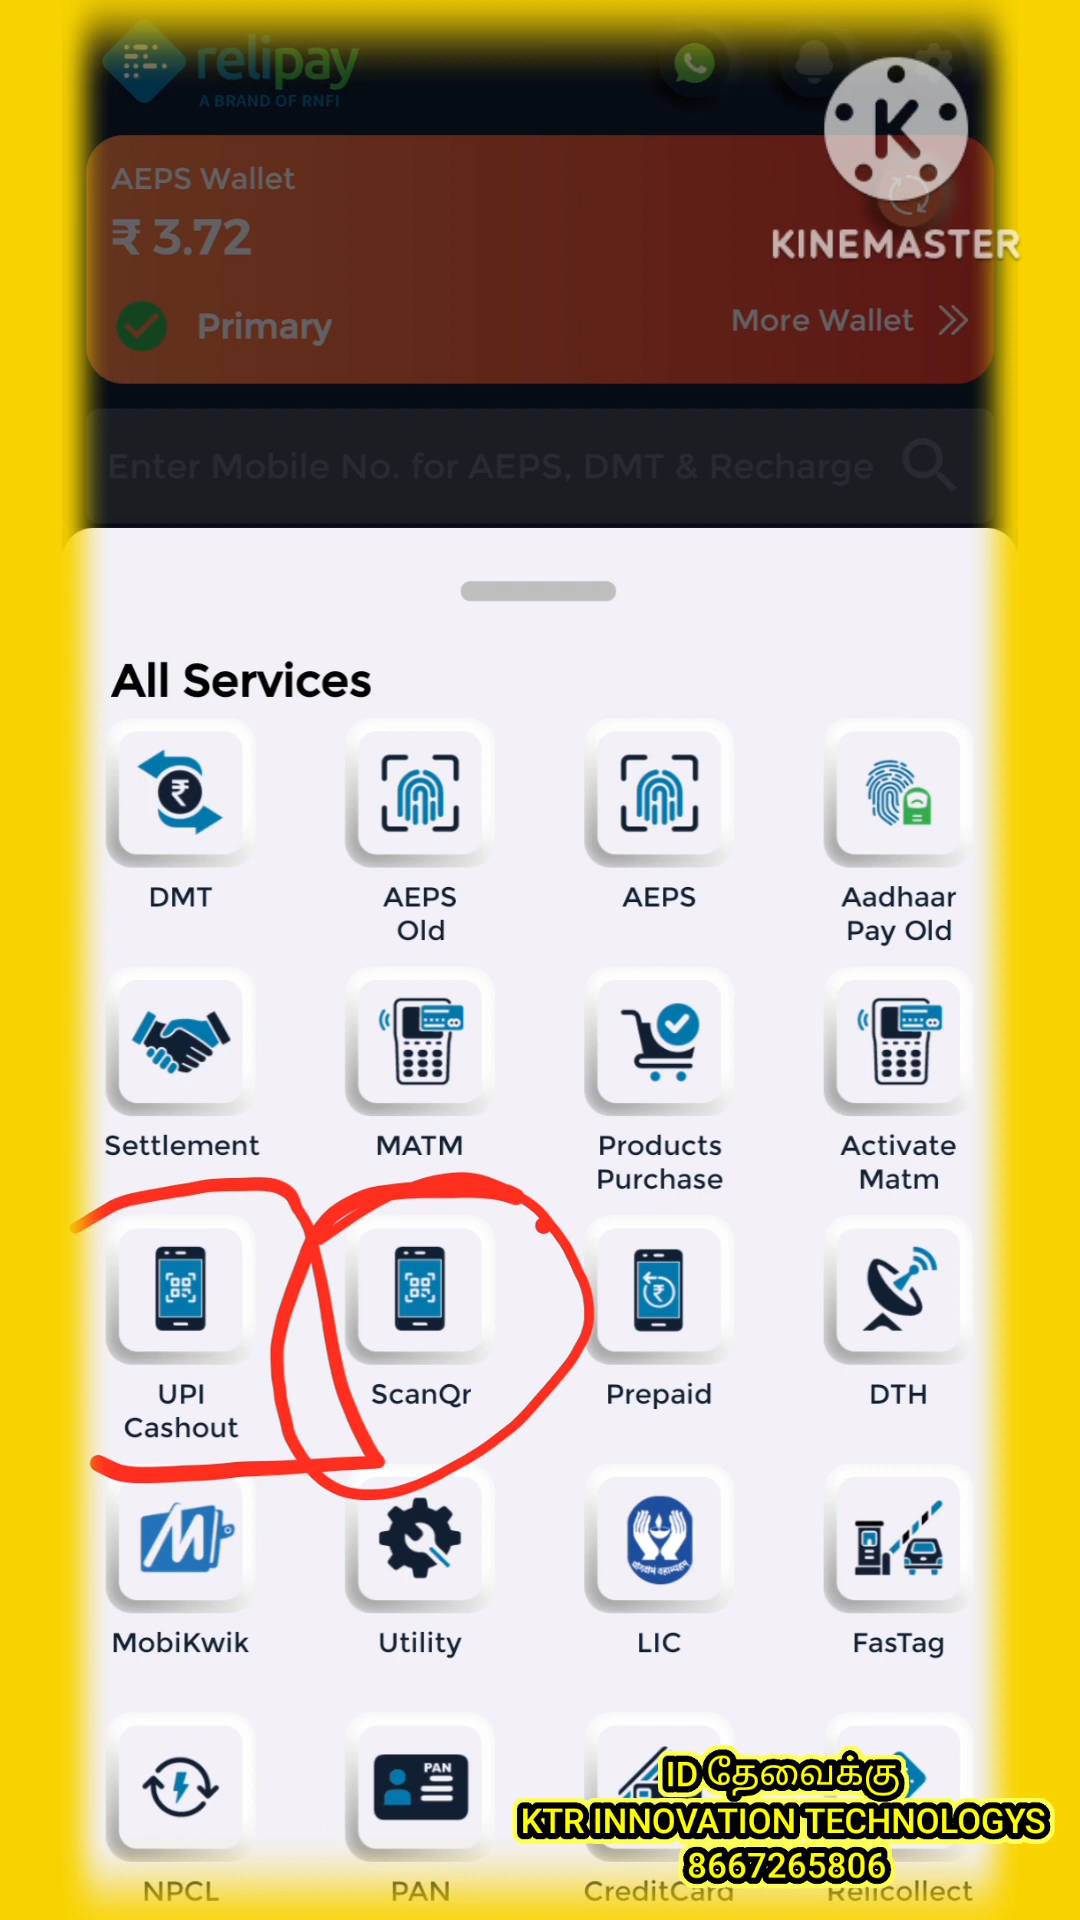 relipay
A BRAND OF RNFI
K
KINEMASTER
AEPS Wallet
₹ 3.72
Primary
More Wallet
Enter Mobile No. for AEPS, DMT & Recharge
All Services
DMT
AEPS Old
AEPS
Aadhaar Pay Old
Settlement
MATM
Products Purchase
Activate Matm
UPI Cashout
ScanQr
Prepaid
DTH
M
MobiKwik
Utility
LIC
FasTag
PAN
NPCL
PAN
CreditCard
Relicollect
ID தேவைக்கு
KTR INNOVATION TECHNOLOGYS
8667265806